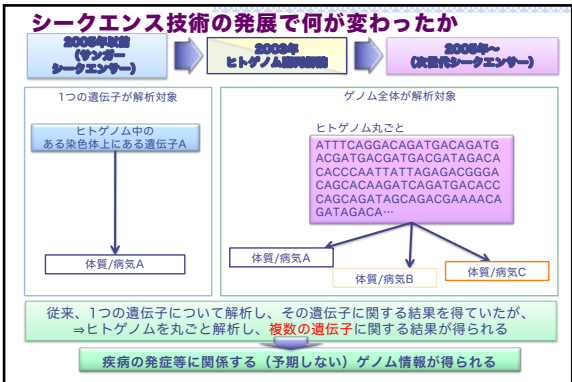 シークエンス技術の発展で何が変わったか
2005年以前
(サンガー
シークエンサー)
2003年
ヒトゲノム
2005年～
(次世代シークエンサー)
1つの遺伝子が解析対象
ヒトゲノム中の
ある染色体上にある遺伝子A
体質/病気A
ゲノム全体が解析対象
ヒトゲノム丸ごと
ATTTCAGGACAGATGACAGATG
ACGATGACGATGACGATAGACA
CACCCAATTATTAGAGACGGGA
CAGCACAAGATCAGATGACACC
CAGCAGATAGCAGACGAAAACA
GATAGACA…
体質/病気A
体質/病気B
体質/病気C
従来、1つの遺伝子について解析し、その遺伝子に関する結果を得ていたが、
⇒ヒトゲノムを丸ごと解析し、複数の遺伝子に関する結果が得られる
疾病の発症等に関係する（予期しない）ゲノム情報が得られる